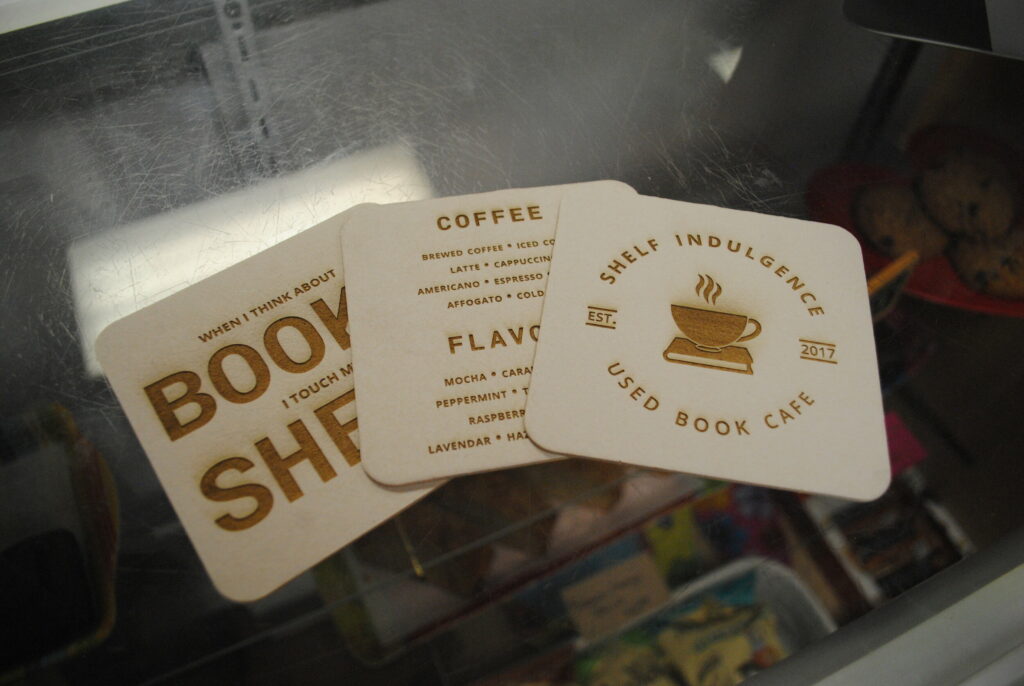 WHEN I THINK ABOUT
BOOK
I TOUCH M
SHE
COFFEE
BREWED COFFEE * ICED CO
LATTE * CAPPUCCIN
AMERICANO * ESPRESSO *
AFFOGATO * COLD
FLAVO
MOCHA * CARA
PEPPERMINT * T
RASPBERR
LAVENDAR * HAZ
SHELF INDULGENCE
EST.
2017
USED BOOK CAFE